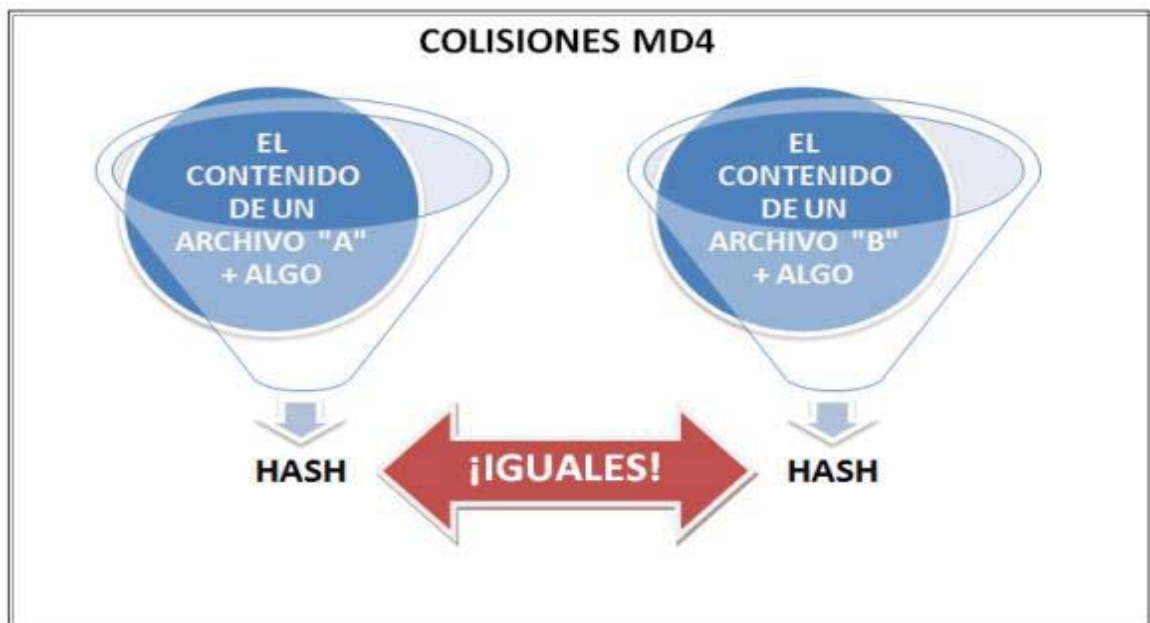 COLISIONES MD4
EL
CONTENIDO
DE UN
ARCHIVO "A"
+ ALGO
EL
CONTENIDO
DE UN
ARCHIVO "B"
+ ALGO
HASH
¡IGUALES!
HASH